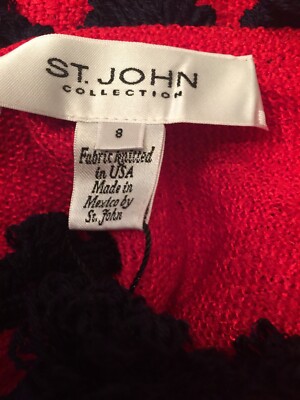 ST. JOHN
COLLECTION
8
Fabric knitted
in USA
Made in
Mexico by
St. John